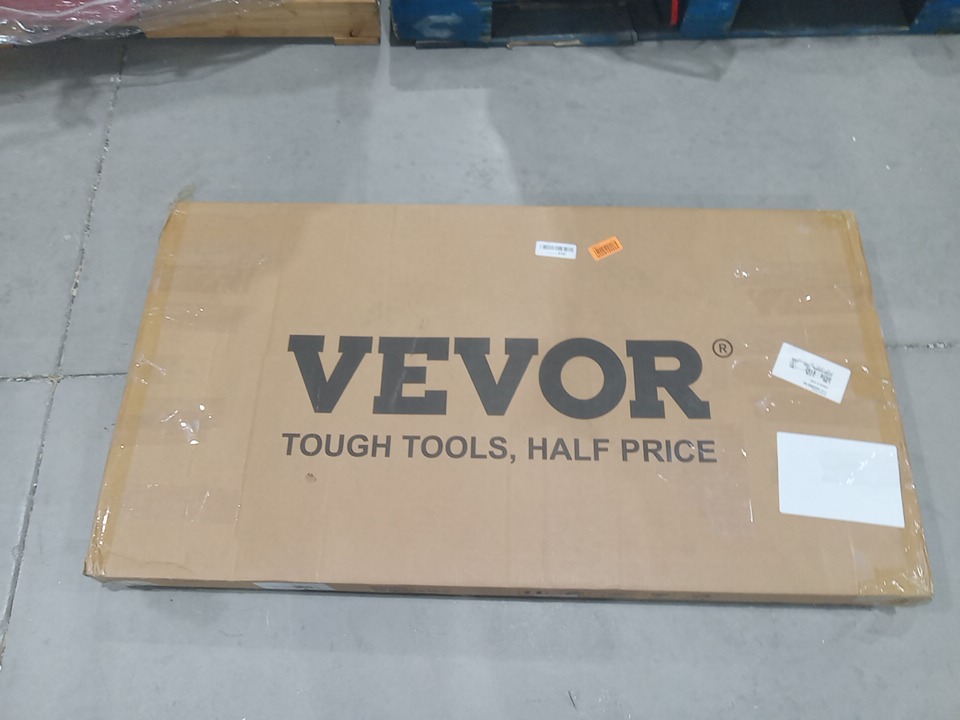 VEVOR®
TOUGH TOOLS, HALF PRICE